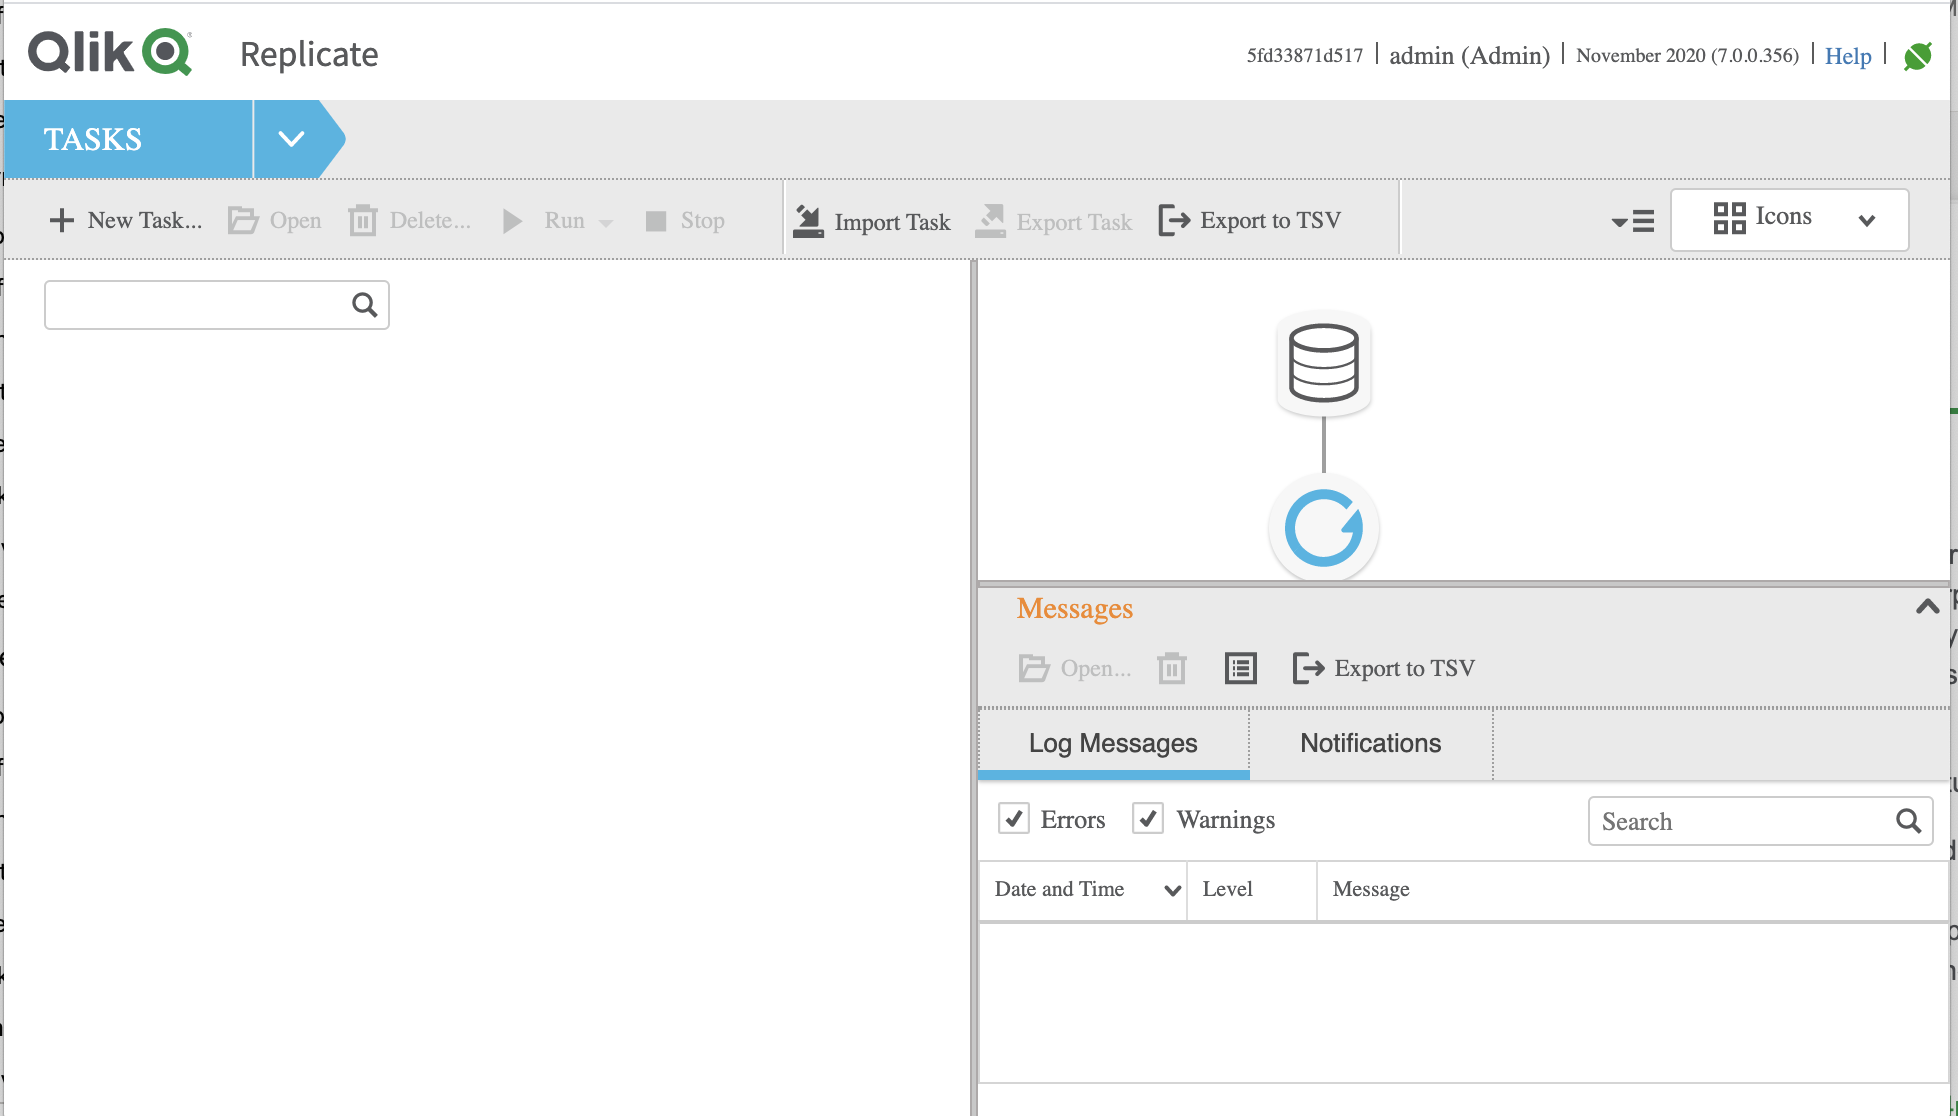 Qlik Replicate
5fd33871d517 | admin (Admin) | November 2020 (7.0.0.356) | Help |
TASKS
New Task... Open Delete... Run Stop Import Task Export Task Export to TSV Icons
Messages
Open... Export to TSV
Log Messages Notifications
Errors Warnings Search
Date and Time Level Message